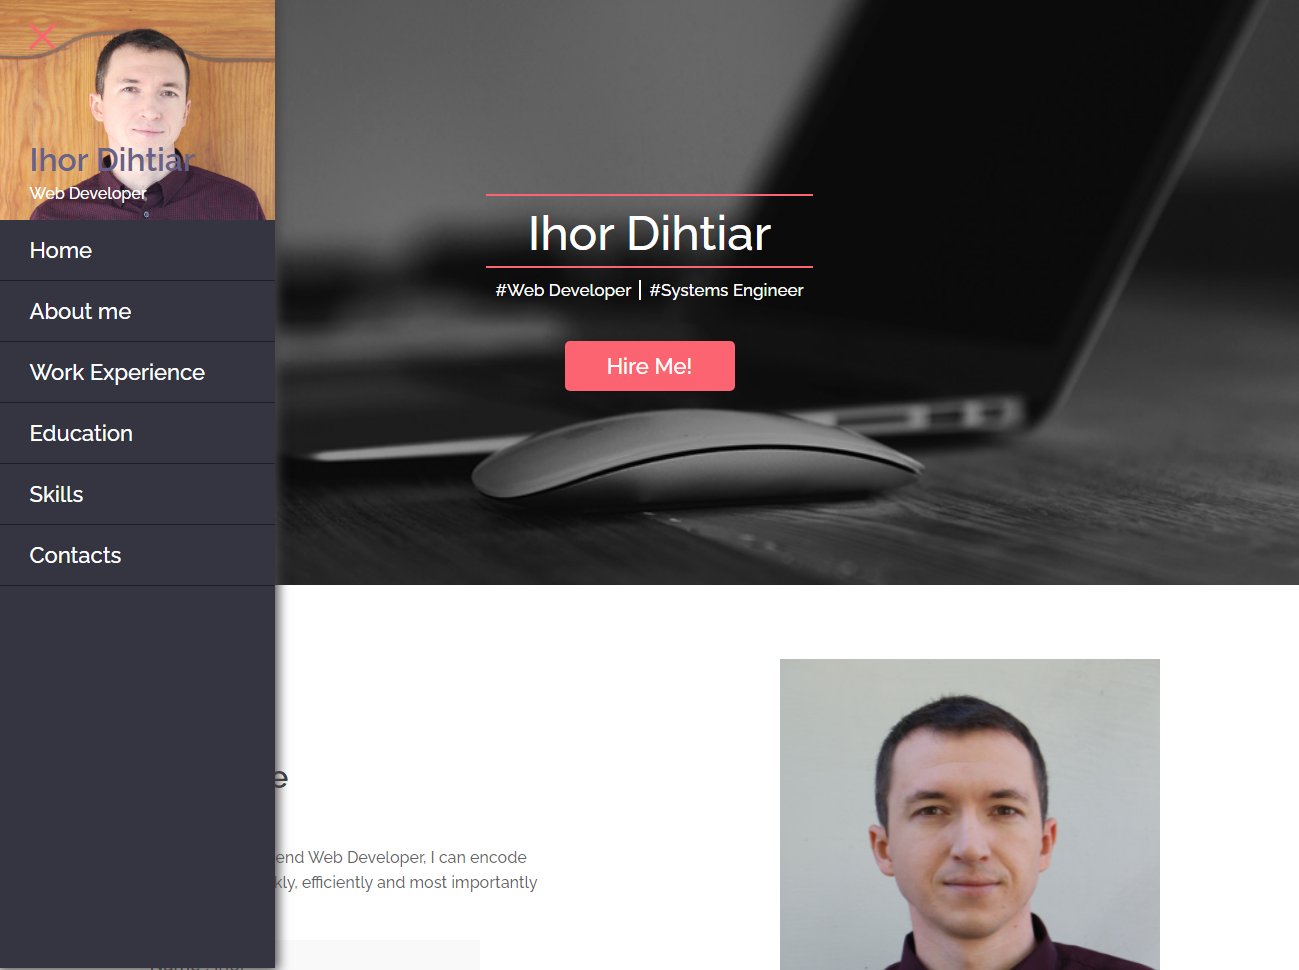 Ihor Dihtiar
Web Developer
Home
About me
Work Experience
Education
Skills
Contacts
Ihor Dihtiar
#Web Developer | #Systems Engineer
Hire Me!
e
end Web Developer, I can encode
kly, efficiently and most importantly